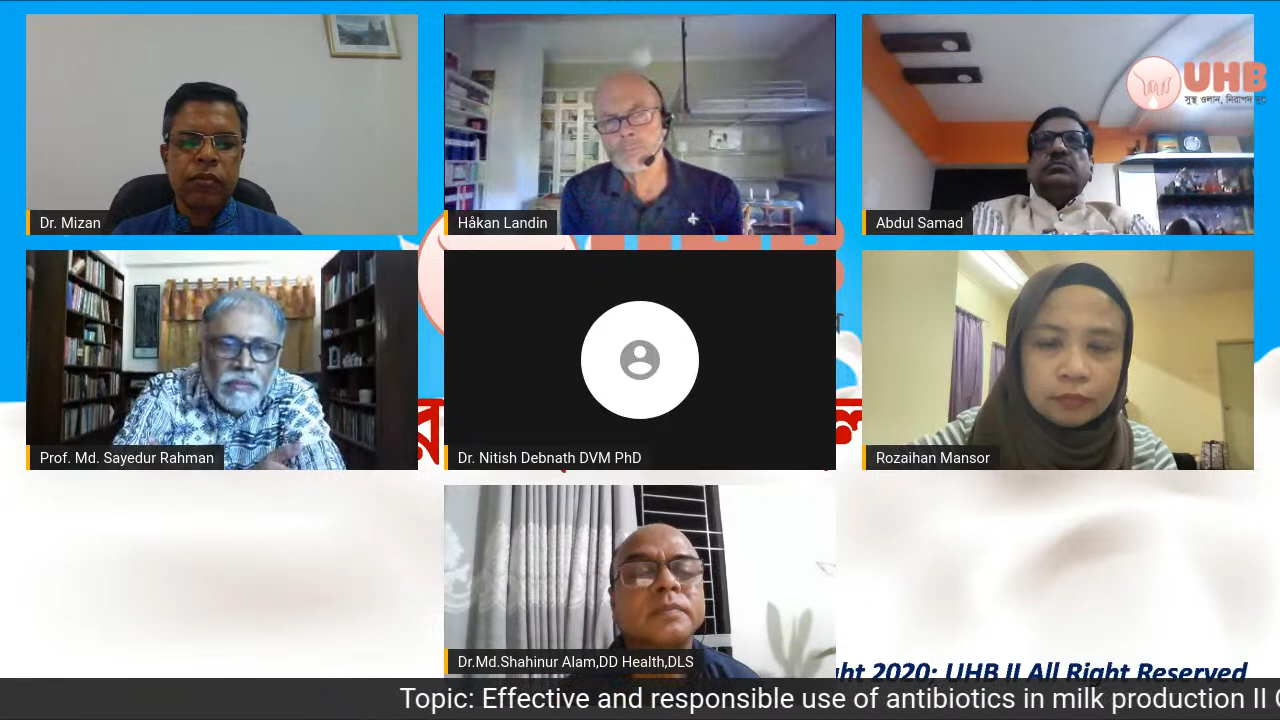 UHB
সুস্থ ওলান, নিরাপদ দুধ
Dr. Mizan
Håkan Landin
Abdul Samad
Prof. Md. Sayedur Rahman
Dr. Nitish Debnath DVM PhD
Rozaihan Mansor
Dr.Md.Shahinur Alam,DD Health,DLS
2020; UHB II All Right Reserved
Topic: Effective and responsible use of antibiotics in milk production II